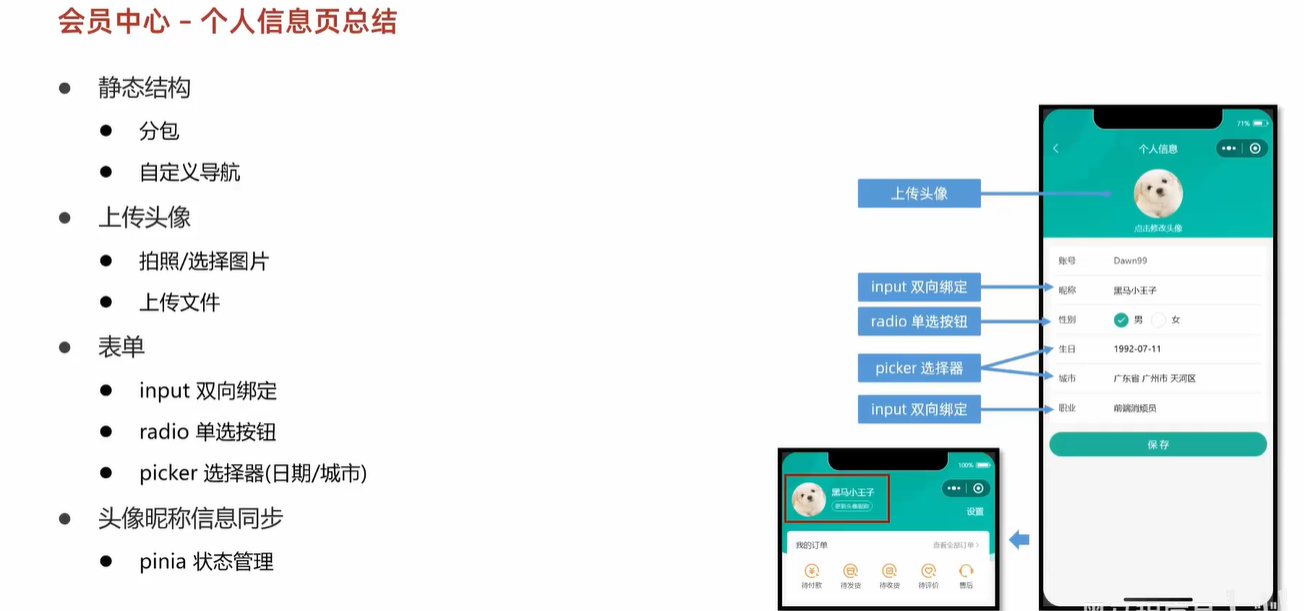 会员中心 – 个人信息页总结
静态结构
分包
自定义导航
上传头像
拍照/选择图片
上传文件
表单
input 双向绑定
radio 单选按钮
picker 选择器(日期/城市)
头像昵称信息同步
pinia 状态管理
上传头像
input 双向绑定
radio 单选按钮
picker 选择器
input 双向绑定
71%
个人信息
点击修改头像
账号 Dawn99
昵称 黑马小王子
性别 男 女
生日 1992-07-11
城市 广东省 广州市 天河区
职业 前端消颏员
保存
100%
黑马小王子
更新头像昵称
设置
我的订单 查看全部订单
待付款 待发货 待收货 待评价 售后